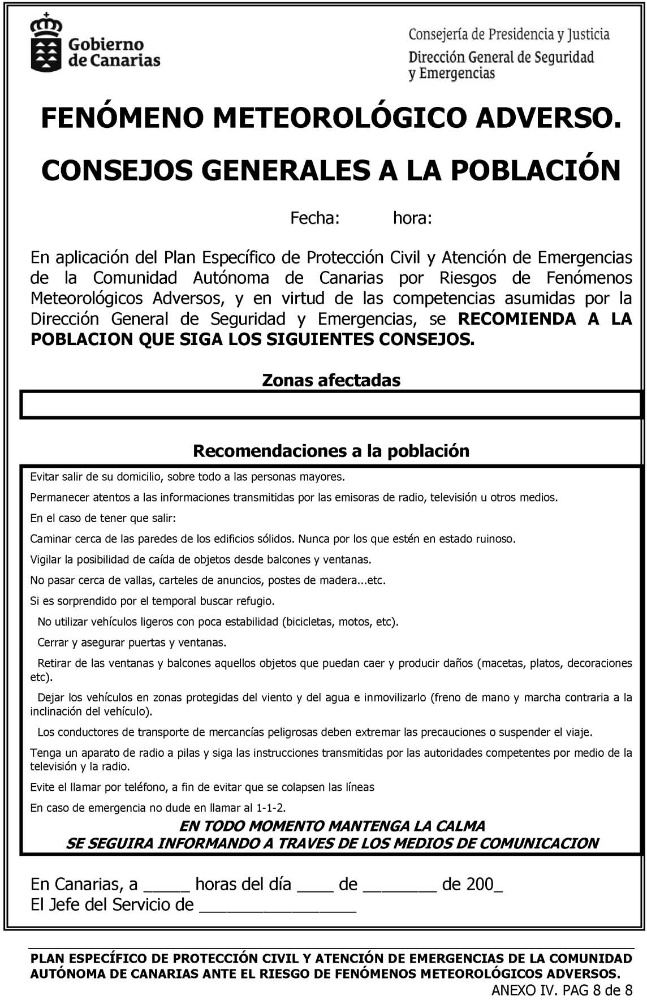 Gobierno
de Canarias
Consejería de Presidencia y Justicia
Dirección General de Seguridad
y Emergencias
FENÓMENO METEOROLÓGICO ADVERSO.
CONSEJOS GENERALES A LA POBLACIÓN
Fecha: hora:
En aplicación del Plan Específico de Protección Civil y Atención de Emergencias
de la Comunidad Autónoma de Canarias por Riesgos de Fenómenos
Meteorológicos Adversos, y en virtud de las competencias asumidas por la
Dirección General de Seguridad y Emergencias, se RECOMIENDA A LA
POBLACION QUE SIGA LOS SIGUIENTES CONSEJOS.
Zonas afectadas
Recomendaciones a la población
Evitar salir de su domicilio, sobre todo a las personas mayores.
Permanecer atentos a las informaciones transmitidas por las emisoras de radio, televisión u otros medios.
En el caso de tener que salir:
Caminar cerca de las paredes de los edificios sólidos. Nunca por los que estén en estado ruinoso.
Vigilar la posibilidad de caída de objetos desde balcones y ventanas.
No pasar cerca de vallas, carteles de anuncios, postes de madera...etc.
Si es sorprendido por el temporal buscar refugio.
No utilizar vehículos ligeros con poca estabilidad (bicicletas, motos, etc).
Cerrar y asegurar puertas y ventanas.
Retirar de las ventanas y balcones aquellos objetos que puedan caer y producir daños (macetas, platos, decoraciones
etc).
Dejar los vehículos en zonas protegidas del viento y del agua e inmovilizarlo (freno de mano y marcha contraria a la
inclinación del vehículo).
Los conductores de transporte de mercancías peligrosas deben extremar las precauciones o suspender el viaje.
Tenga un aparato de radio a pilas y siga las instrucciones transmitidas por las autoridades competentes por medio de la
televisión y la radio.
Evite el llamar por teléfono, a fin de evitar que se colapsen las líneas
En caso de emergencia no dude en llamar al 1-1-2.
EN TODO MOMENTO MANTENGA LA CALMA
SE SEGUIRA INFORMANDO A TRAVES DE LOS MEDIOS DE COMUNICACION
En Canarias, a _____ horas del día ____ de ________ de 200_
El Jefe del Servicio de _________________
PLAN ESPECÍFICO DE PROTECCIÓN CIVIL Y ATENCIÓN DE EMERGENCIAS DE LA COMUNIDAD
AUTÓNOMA DE CANARIAS ANTE EL RIESGO DE FENÓMENOS METEOROLÓGICOS ADVERSOS.
ANEXO IV. PAG 8 de 8